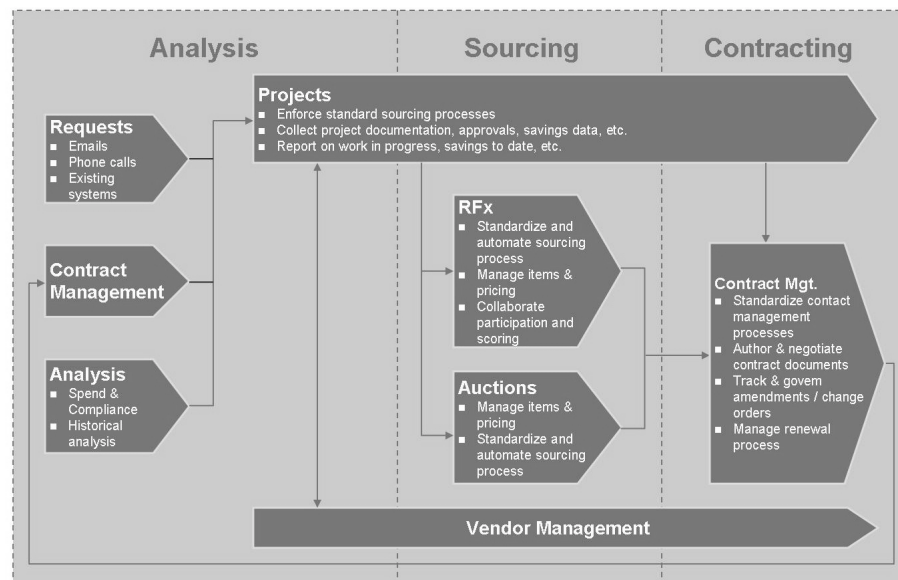 Analysis
Sourcing
Contracting
Projects
Enforce standard sourcing processes
Collect project documentation, approvals, savings data, etc.
Report on work in progress, savings to date, etc.
Requests
Emails
Phone calls
Existing
systems
Contract
Management
Analysis
Spend &
Compliance
Historical
analysis
RFx
Standardize and
automate sourcing
process
Manage items &
pricing
Collaborate
participation and
scoring
Auctions
Manage items &
pricing
Standardize and
automate sourcing
process
Contract Mgt.
Standardize contact
management
processes
Author & negotiate
contract documents
Track & govem
amendments / change
orders
Manage renewal
process
Vendor Management